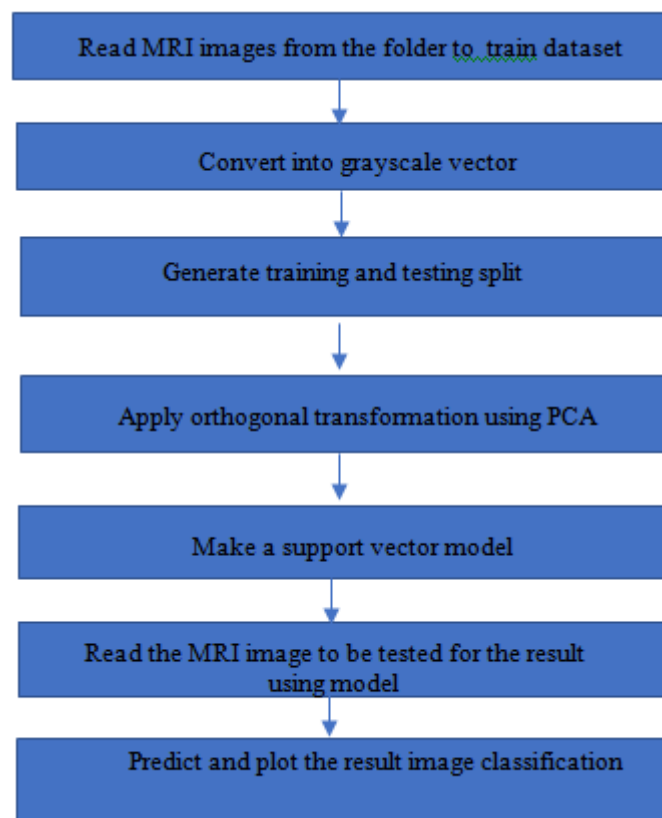 Read MRI images from the folder to train dataset
Convert into grayscale vector
Generate training and testing split
Apply orthogonal transformation using PCA
Make a support vector model
Read the MRI image to be tested for the result
using model
Predict and plot the result image classification